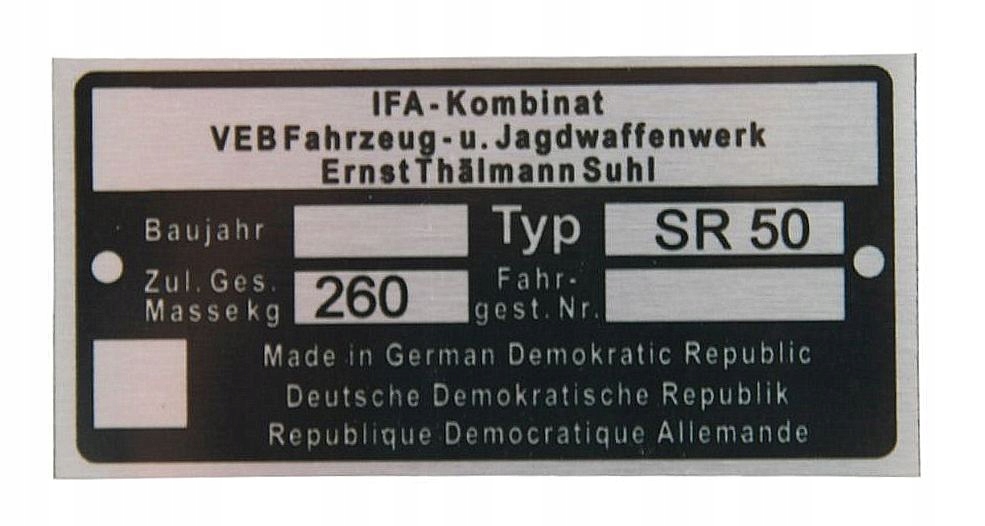 IFA-Kombinat
VEB Fahrzeug-u. Jagdwaffenwerk
Ernst Thälmann Suhl
Baujahr Typ SR 50
Zul. Ges. Masse kg 260 Fahr-gest. Nr.
Made in German Demokratic Republic
Deutsche Demokratische Republik
Republique Democratique Allemande